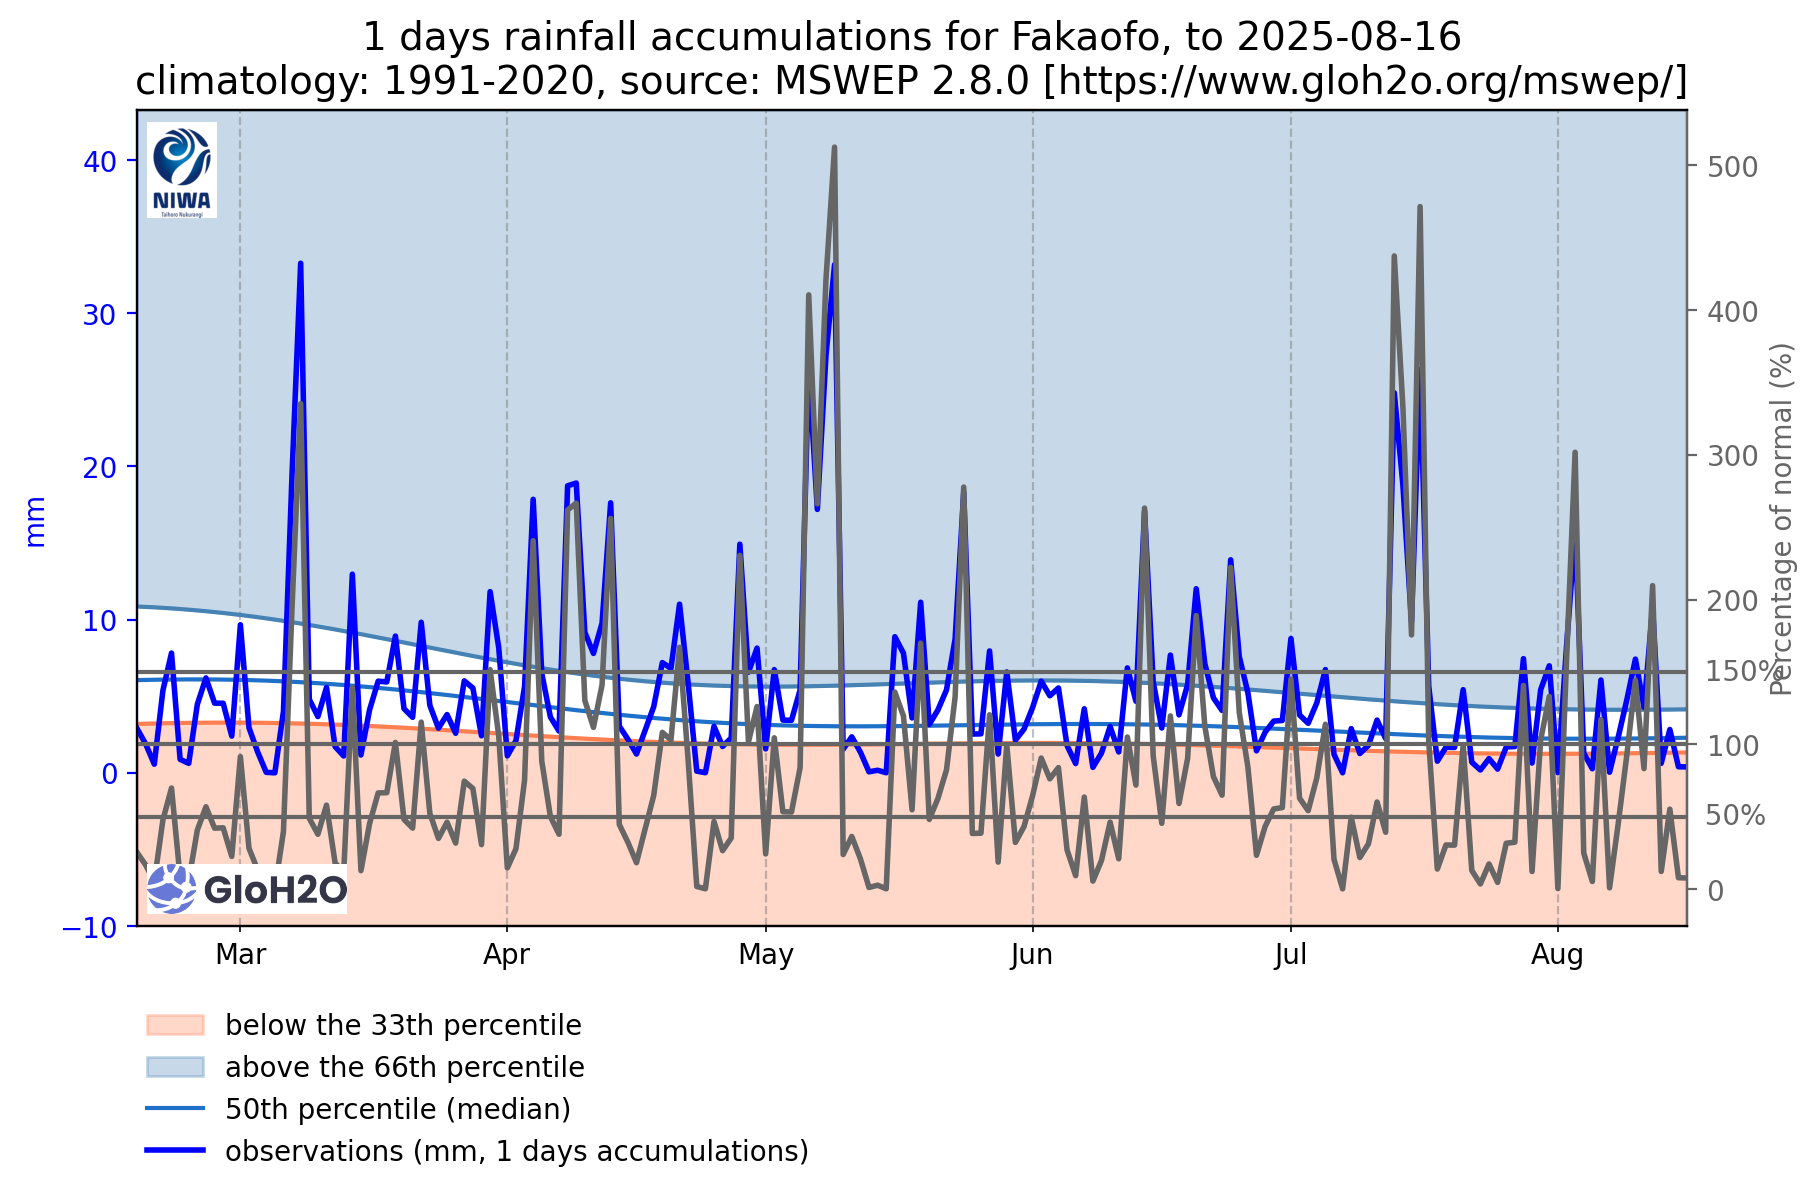 1 days rainfall accumulations for Fakaofo, to 2025-08-16
climatology: 1991-2020, source: MSWEP 2.8.0 [https://www.gloh2o.org/mswep/]
NIWA
Taihoro Nukurangi
40
30
20
10
0
−10
mm
500
400
300
200
150%
100
50%
0
Percentage of normal (%)
GloH2O
Mar
Apr
May
Jun
Jul
Aug
below the 33th percentile
above the 66th percentile
50th percentile (median)
observations (mm, 1 days accumulations)